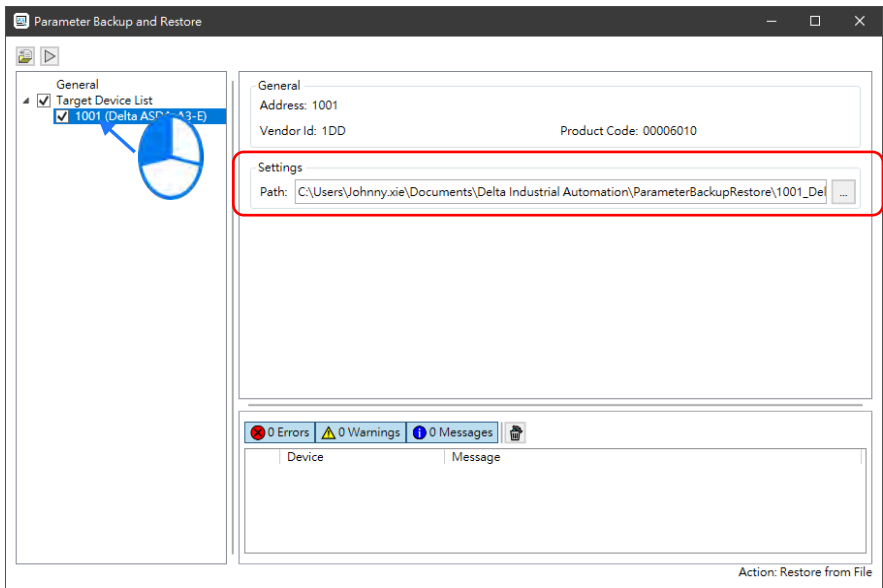 Parameter Backup and Restore
General
Target Device List
1001 (Delta ASDA-A3-E)
General
Address: 1001
Vendor Id: 1DD
Product Code: 00006010
Settings
Path: C:\Users\Johnny.xie\Documents\Delta Industrial Automation\ParameterBackupRestore\1001_Del ...
0 Errors
0 Warnings
0 Messages
Device
Message
Action: Restore from File